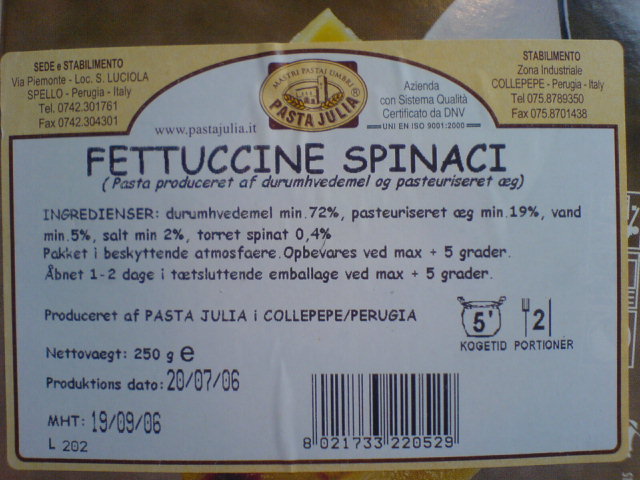 SEDE e STABILIMENTO
Via Piemonte - Loc. S. LUCIOLA
SPELLO - Perugia - Italy
Tel. 0742.301761
Fax 0742.304301
MASTRI PASTAI UMBRI
PASTA JULIA
®
www.pastajulia.it
Azienda
con Sistema Qualità
Certificato da DNV
UNI EN ISO 9001:2000
STABILIMENTO
Zona Industriale
COLLEPEPE - Perugia - Italy
Tel 075.8789350
Fax 075.8701438
FETTUCCINE SPINACI
( Pasta produceret af durumhvedemel og pasteuriseret æg)
INGREDIENSER: durumhvedemel min.72%, pasteuriseret æg min.19%, vand
min.5%, salt min 2%, torret spinat 0,4%
Pakket i beskyttende atmosfaere.Opbevares ved max + 5 grader.
Åbnet 1-2 dage i tætsluttende emballage ved max + 5 grader.
Produceret af PASTA JULIA i COLLEPEPE/PERUGIA
5'
2
KOGETID PORTIONÉR
Nettovaegt: 250 g e
Produktions dato: 20/07/06
MHT: 19/09/06
L 202
8 021733 220529